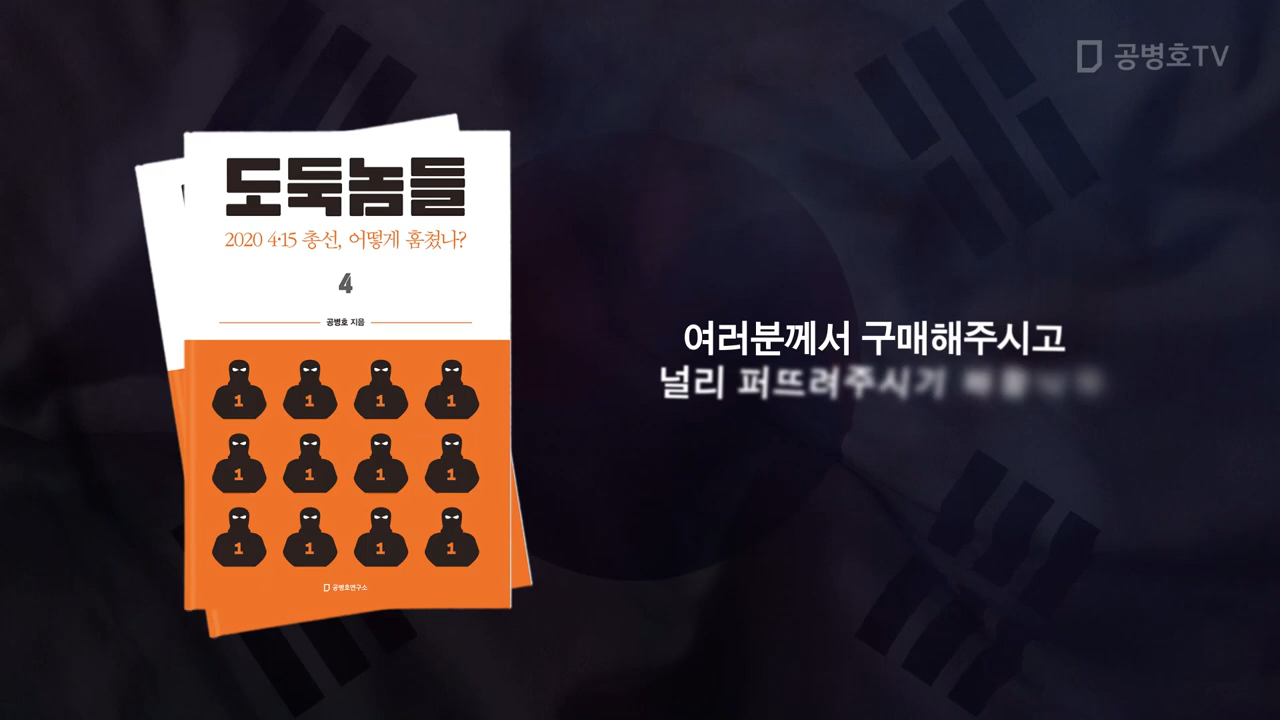 공병호TV
도둑놈들
2020 4·15 총선, 어떻게 훔쳤나?
4
공병호 지음
1 1 1 1
1 1 1 1
1 1 1 1
공병호연구소
여러분께서 구매해주시고
널리 퍼뜨려주시기